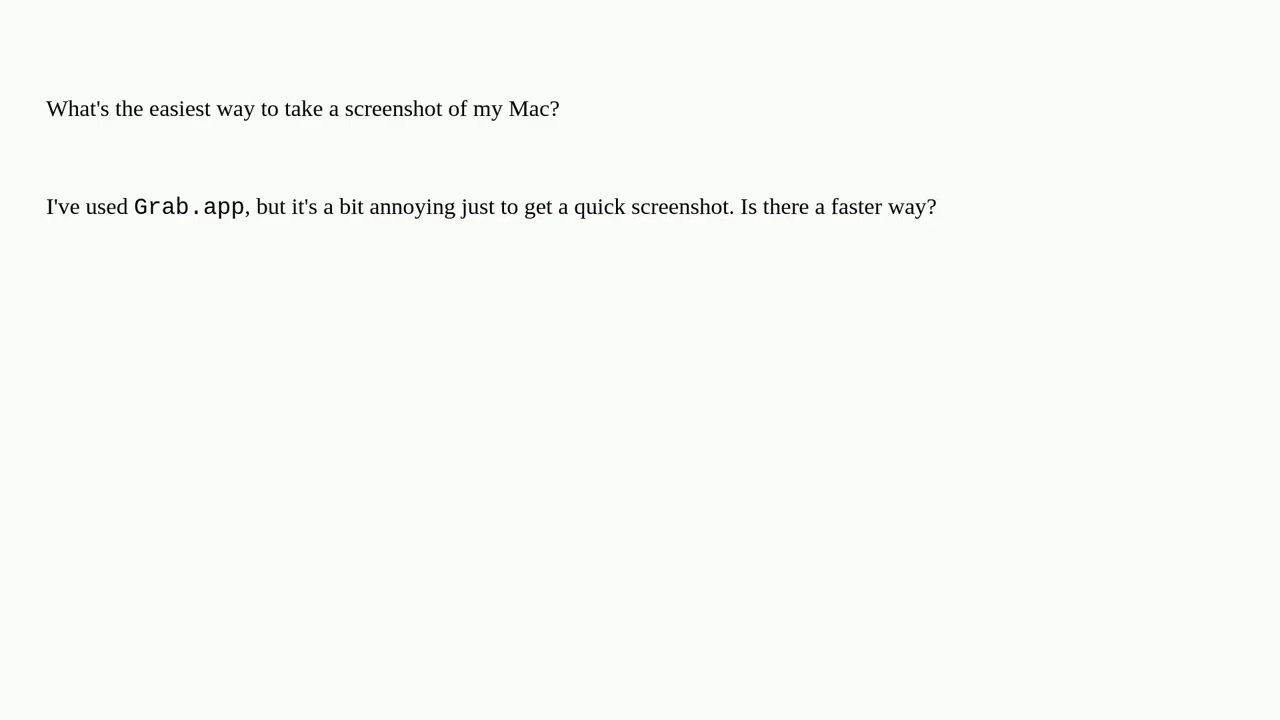 What's the easiest way to take a screenshot of my Mac?
I've used Grab.app, but it's a bit annoying just to get a quick screenshot. Is there a faster way?